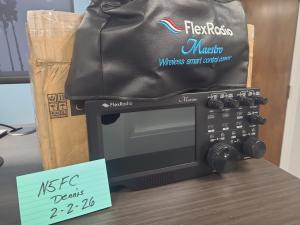 FlexRadio
Maestro
Wireless smart control power
FlexRadio
Maestro
N5FC
Dennis
2-2-26